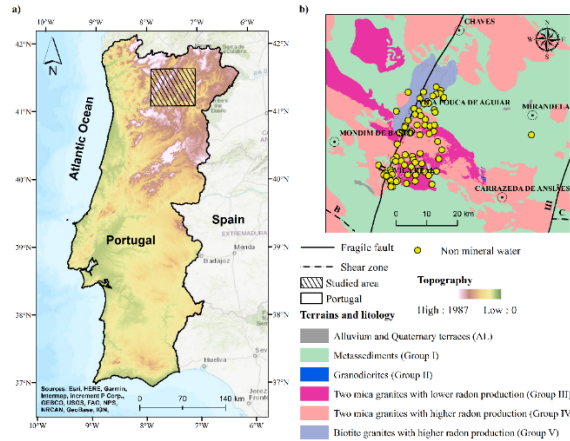 a)
10°W 9°W 8°W 7°W 6°W
42°N
41°N
40°N
39°N
38°N
37°N
N
Atlantic Ocean
Portugal
Spain
EXTREMADURA
Mérida
Badajoz
Huelva
Sources: Esri, HERE, Garmin,
Intermap, increment P Corp.,
GEBCO, USGS, FAO, NPS,
NRCAN, GeoBase, IGN,
0 70 140 km
b)
CHAVES
POUCA DE AGUIAR
MIRANDELA
MONDIM DE
CARRAZEDA DE
B
III
C
0 10 20 km
Fragile fault
Non mineral water
Shear zone
Studied area
Portugal
Topography
High : 1987 Low : 0
Terrains and litology
Alluvium and Quaternary terraces (AL)
Metassediments (Group I)
Granodiorites (Group II)
Two mica granites with lower radon production (Group III)
Two mica granites with higher radon production (Group IV
Biotite granites with higher radon production (Group V)